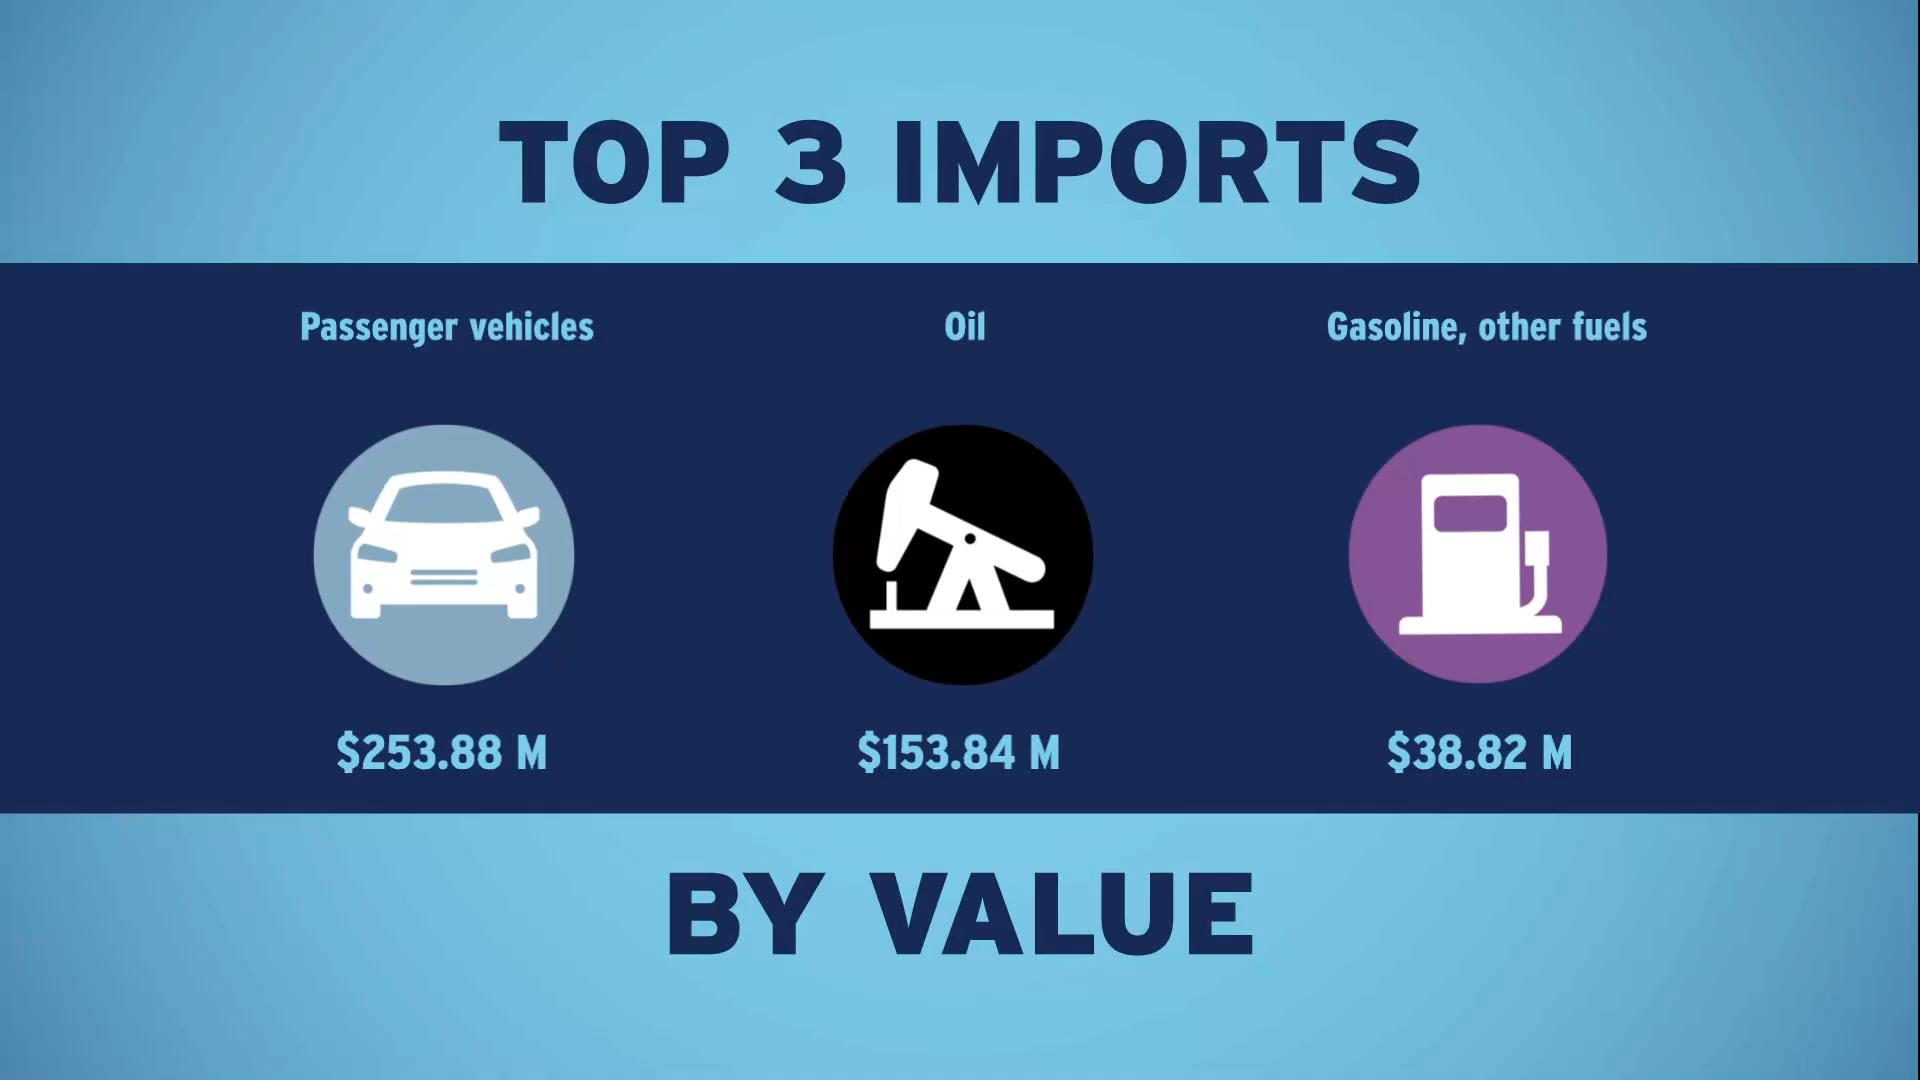 TOP 3 IMPORTS
Passenger vehicles
Oil
Gasoline, other fuels
$253.88 M
$153.84 M
$38.82 M
BY VALUE